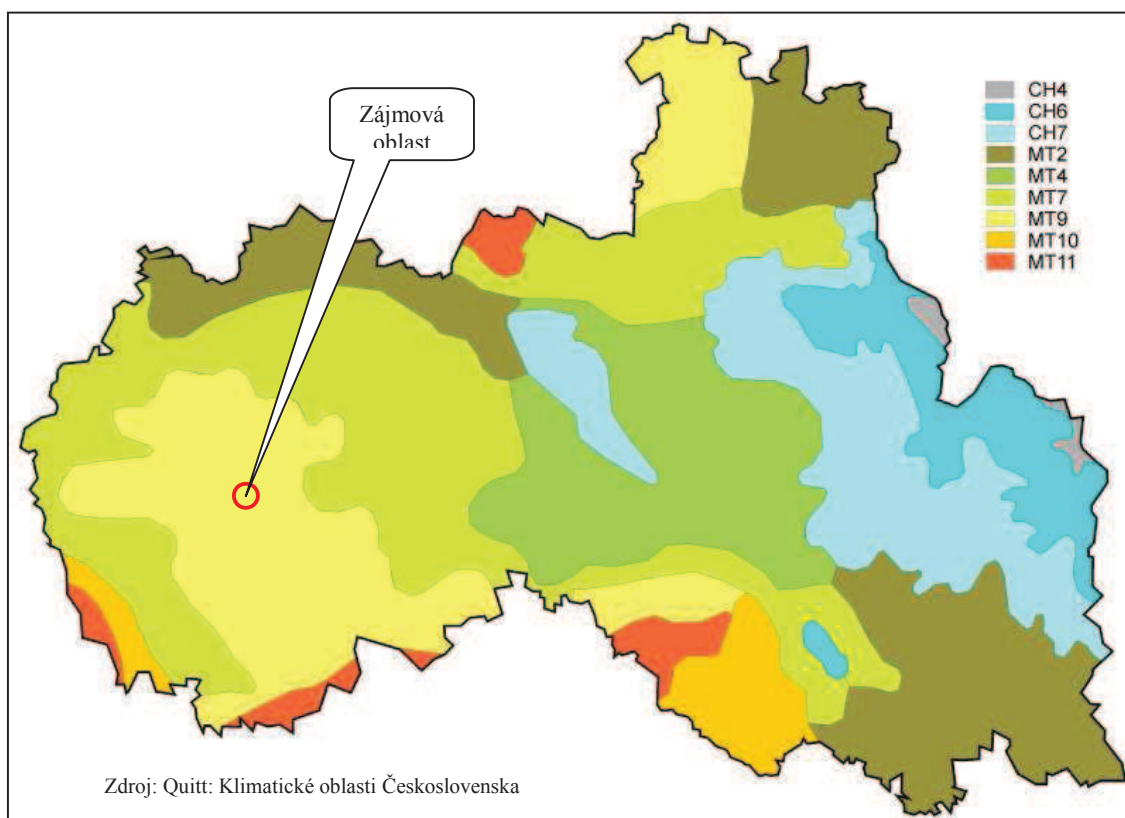 Zájmová
oblast
CH4
CH6
CH7
MT2
MT4
MT7
MT9
MT10
MT11
Zdroj: Quitt: Klimatické oblasti Československa